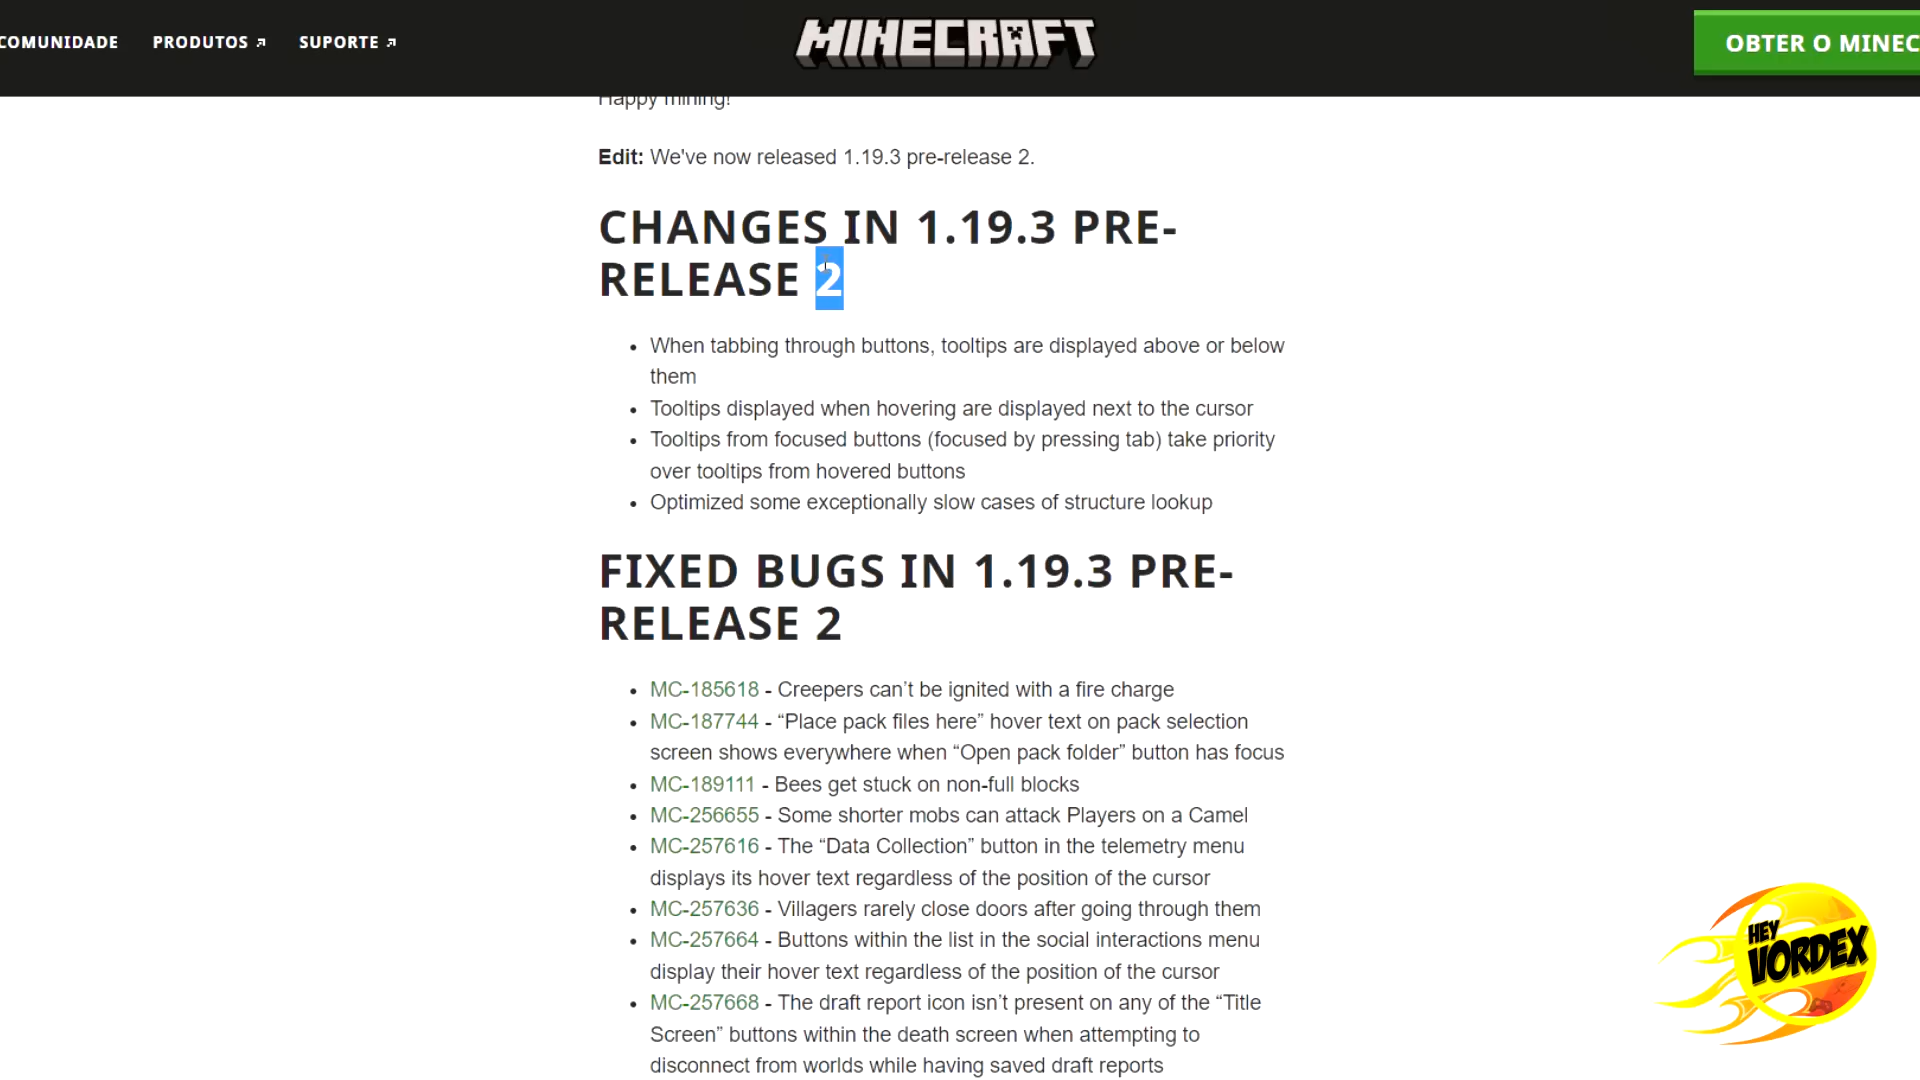 COMUNIDADE PRODUTOS SUPORTE MINECRAFT OBTER O MINEC
Happy mining!
Edit: We've now released 1.19.3 pre-release 2.
CHANGES IN 1.19.3 PRE-
RELEASE 2
• When tabbing through buttons, tooltips are displayed above or below
them
• Tooltips displayed when hovering are displayed next to the cursor
• Tooltips from focused buttons (focused by pressing tab) take priority
over tooltips from hovered buttons
• Optimized some exceptionally slow cases of structure lookup
FIXED BUGS IN 1.19.3 PRE-
RELEASE 2
• MC-185618 - Creepers can’t be ignited with a fire charge
• MC-187744 - “Place pack files here” hover text on pack selection
screen shows everywhere when “Open pack folder” button has focus
• MC-189111 - Bees get stuck on non-full blocks
• MC-256655 - Some shorter mobs can attack Players on a Camel
• MC-257616 - The “Data Collection” button in the telemetry menu
displays its hover text regardless of the position of the cursor
• MC-257636 - Villagers rarely close doors after going through them
• MC-257664 - Buttons within the list in the social interactions menu
display their hover text regardless of the position of the cursor
• MC-257668 - The draft report icon isn’t present on any of the “Title
Screen” buttons within the death screen when attempting to
disconnect from worlds while having saved draft reports
HEY
VORDEX